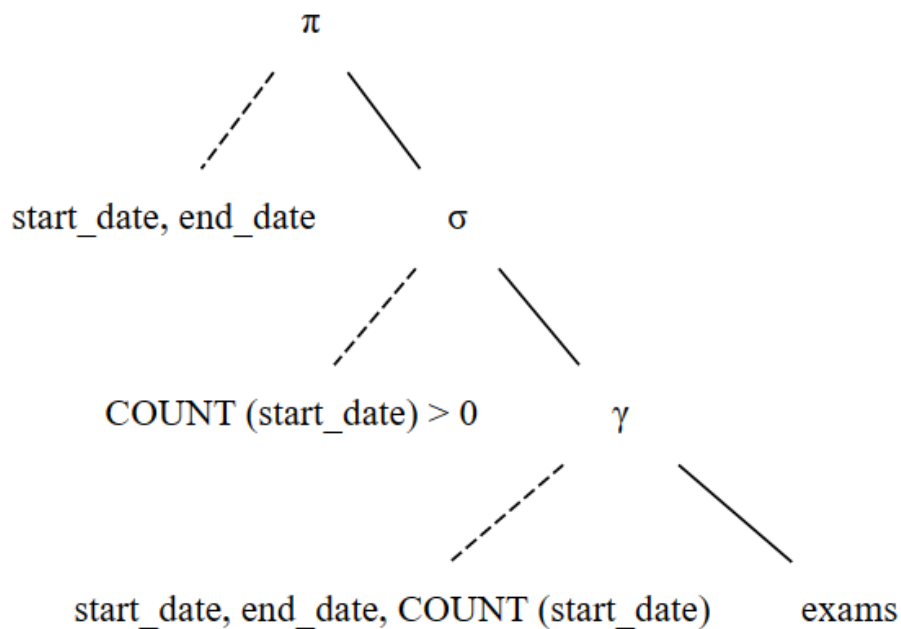 π
start_date, end_date σ
COUNT (start_date) > 0 γ
start_date, end_date, COUNT (start_date) exams